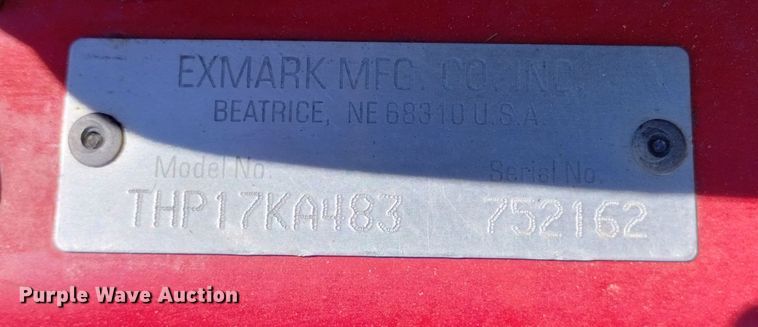 EXMARK MFG. CO. INC.
BEATRICE, NE 68310 U.S.A.
Model No. Serial No.
THP17KA483 752162
Purple Wave Auction